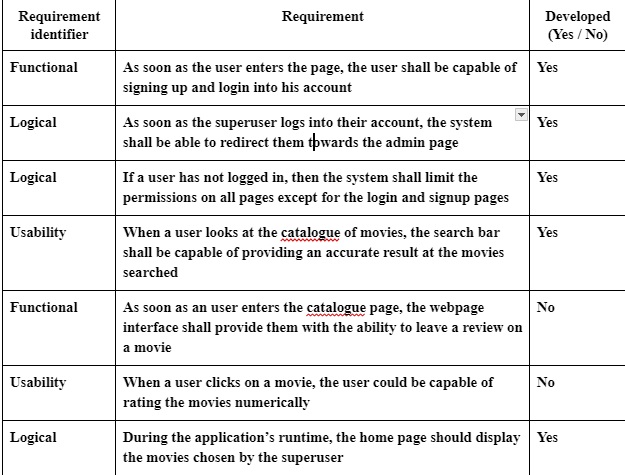 Requirement identifier
Requirement
Developed (Yes / No)
Functional
As soon as the user enters the page, the user shall be capable of
signing up and login into his account
Yes
Logical
As soon as the superuser logs into their account, the system
shall be able to redirect them towards the admin page
Yes
Logical
If a user has not logged in, then the system shall limit the
permissions on all pages except for the login and signup pages
Yes
Usability
When a user looks at the catalogue of movies, the search bar
shall be capable of providing an accurate result at the movies
searched
Yes
Functional
As soon as an user enters the catalogue page, the webpage
interface shall provide them with the ability to leave a review on
a movie
No
Usability
When a user clicks on a movie, the user could be capable of
rating the movies numerically
No
Logical
During the application's runtime, the home page should display
the movies chosen by the superuser
Yes